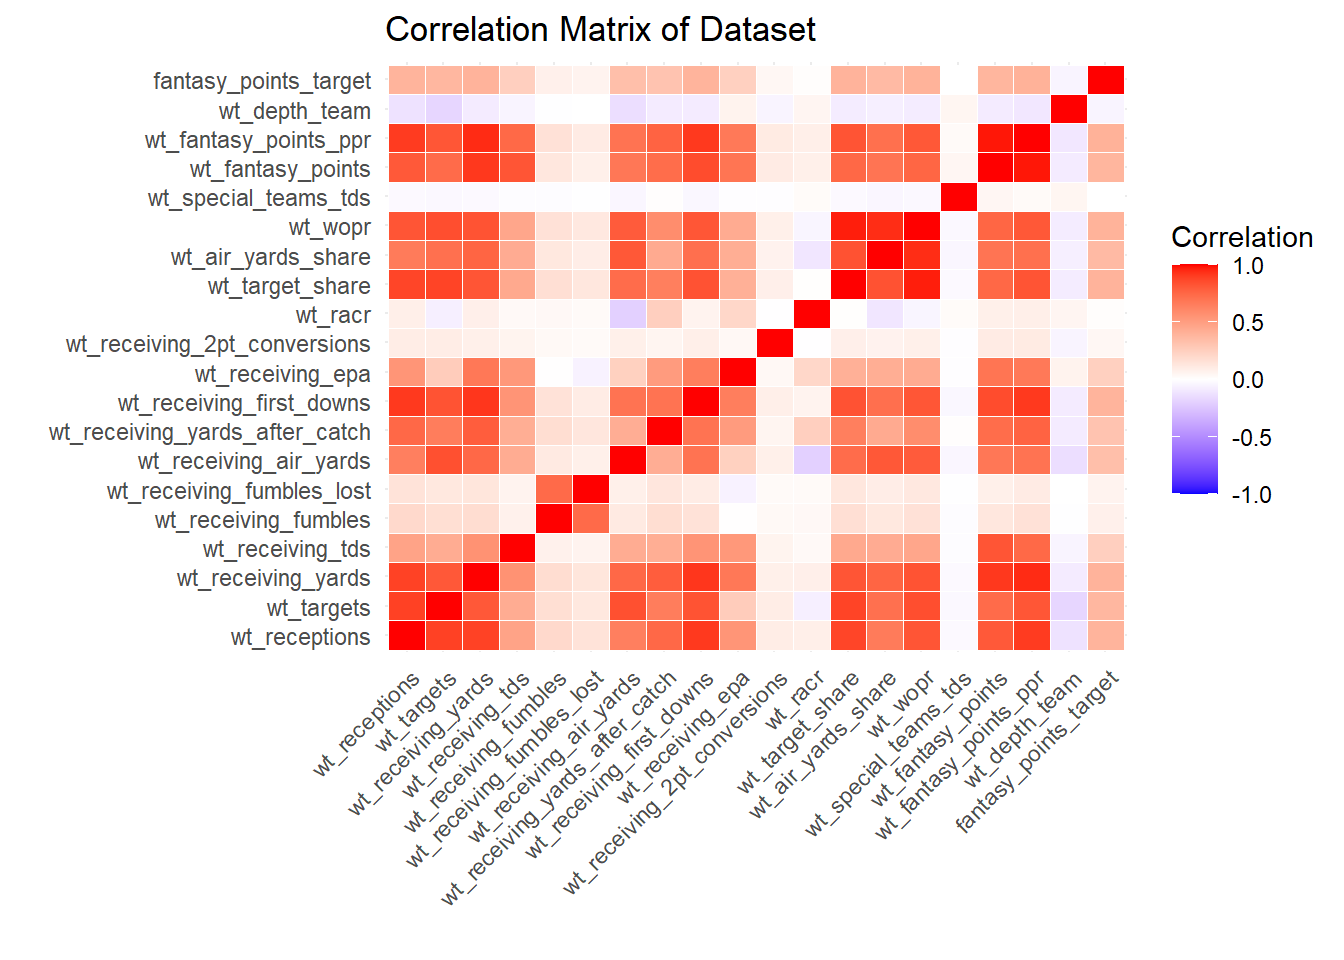 Correlation Matrix of Dataset
fantasy_points_target
wt_depth_team
wt_fantasy_points_ppr
wt_fantasy_points
wt_special_teams_tds
wt_wopr
wt_air_yards_share
wt_target_share
wt_racr
wt_receiving_2pt_conversions
wt_receiving_epa
wt_receiving_first_downs
wt_receiving_yards_after_catch
wt_receiving_air_yards
wt_receiving_fumbles_lost
wt_receiving_fumbles
wt_receiving_tds
wt_receiving_yards
wt_targets
wt_receptions
wt_receptions
wt_targets
wt_receiving_yards
wt_receiving_tds
wt_receiving_fumbles
wt_receiving_fumbles_lost
wt_receiving_air_yards
wt_receiving_yards_after_catch
wt_receiving_first_downs
wt_receiving_epa
wt_receiving_2pt_conversions
wt_racr
wt_target_share
wt_air_yards_share
wt_wopr
wt_special_teams_tds
wt_fantasy_points
wt_fantasy_points_ppr
wt_depth_team
fantasy_points_target
Correlation
1.0
0.5
0.0
-0.5
-1.0